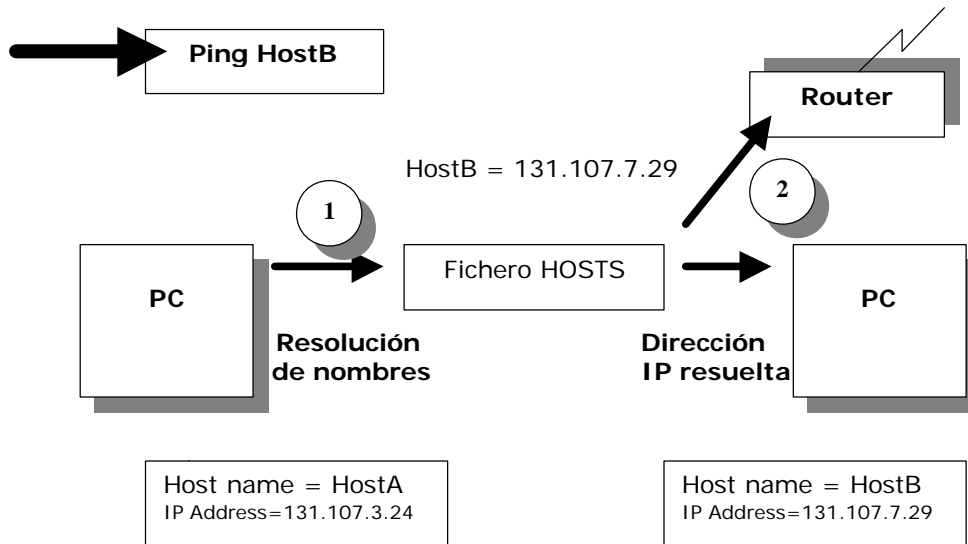 Ping HostB
Router
HostB = 131.107.7.29
1
2
PC
Fichero HOSTS
PC
Resolución
de nombres
Dirección
IP resuelta
Host name = HostA
IP Address=131.107.3.24
Host name = HostB
IP Address=131.107.7.29